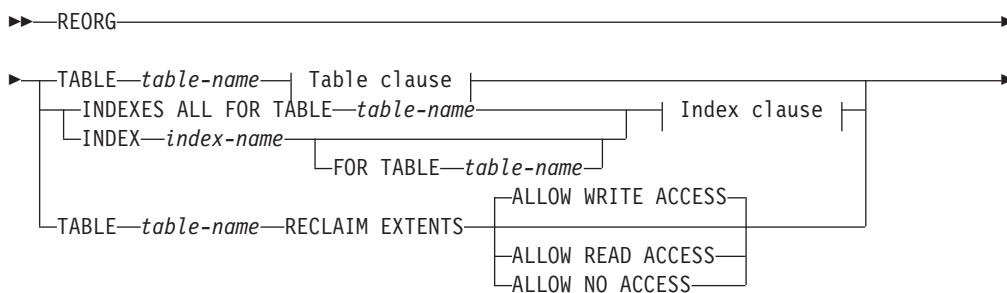 REORG
TABLE table-name Table clause
INDEXES ALL FOR TABLE table-name Index clause
INDEX index-name
FOR TABLE table-name
ALLOW WRITE ACCESS
TABLE table-name RECLAIM EXTENTS
ALLOW READ ACCESS
ALLOW NO ACCESS